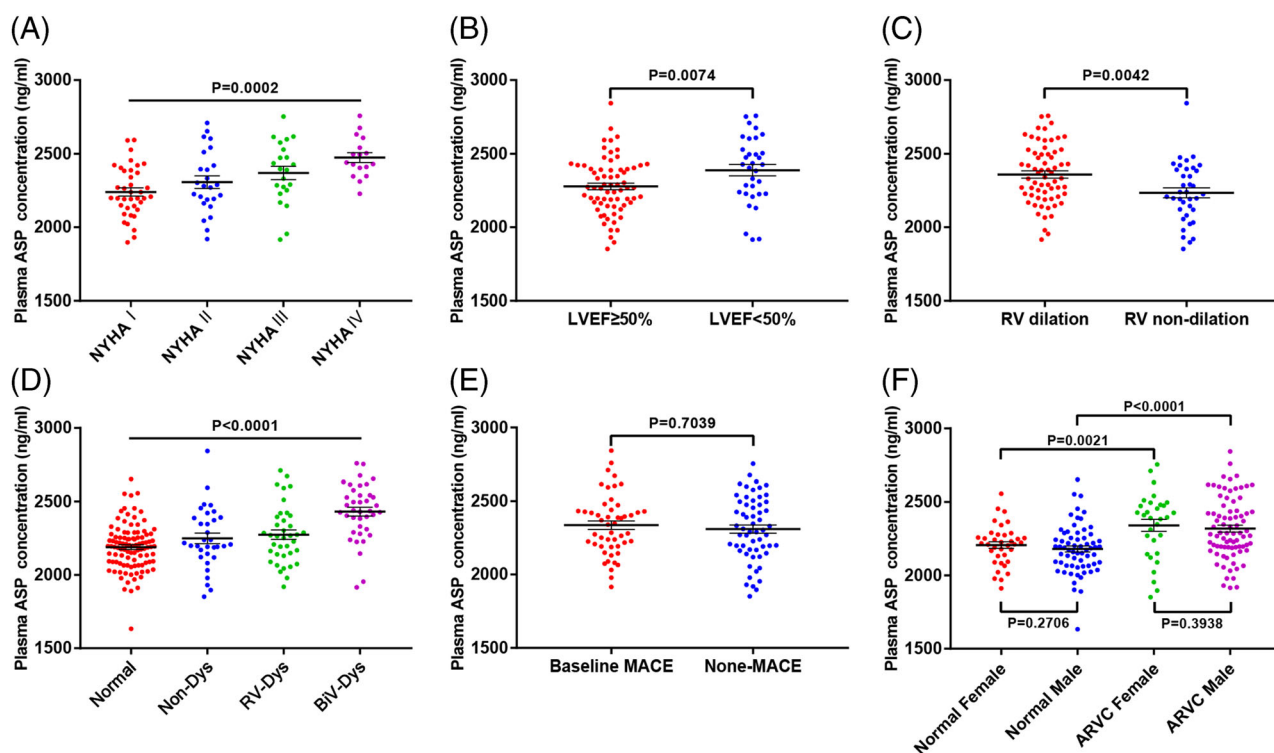 (A)
Plasma ASP concentration (ng/ml)
3000
2500
2000
1500
P=0.0002
NYHA I
NYHA II
NYHA III
NYHA IV
(B)
Plasma ASP concentration (ng/ml)
3000
2500
2000
1500
P=0.0074
LVEF≥50%
LVEF<50%
(C)
Plasma ASP concentration (ng/ml)
3000
2500
2000
1500
P=0.0042
RV dilation
RV non-dilation
(D)
Plasma ASP concentration (ng/ml)
3000
2500
2000
1500
P<0.0001
Normal
Non-Dys
RV-Dys
BiV-Dys
(E)
Plasma ASP concentration (ng/ml)
3000
2500
2000
1500
P=0.7039
Baseline MACE
None-MACE
(F)
Plasma ASP concentration (ng/ml)
3000
2500
2000
1500
P<0.0001
P=0.0021
P=0.2706
P=0.3938
Normal Female
Normal Male
ARVC Female
ARVC Male